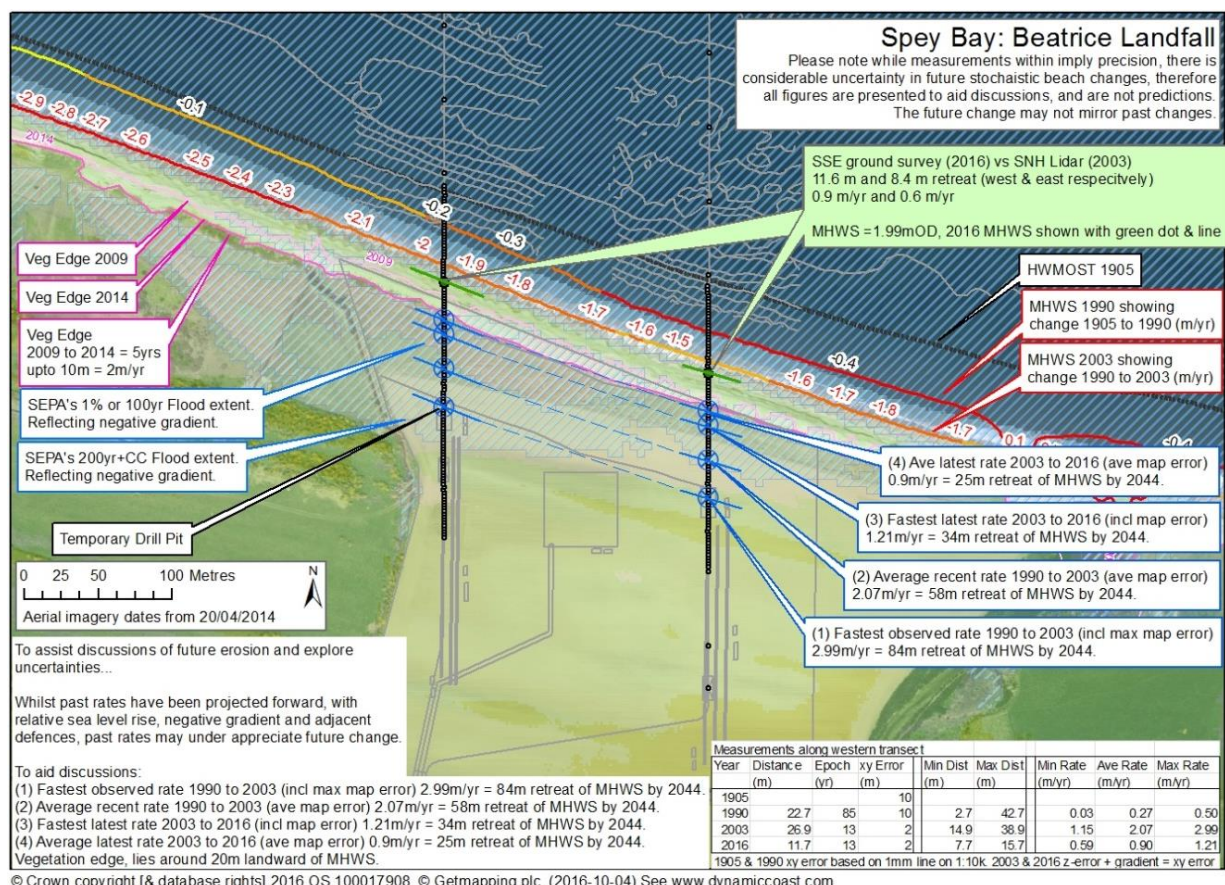 Spey Bay: Beatrice Landfall
Please note while measurements within imply precision, there is
considerable uncertainty in future stochaistic beach changes, therefore
all figures are presented to aid discussions, and are not predictions.
The future change may not mirror past changes.
SSE ground survey (2016) vs SNH Lidar (2003)
11.6 m and 8.4 m retreat (west & east respecitvely)
0.9 m/yr and 0.6 m/yr
MHWS =1.99mOD, 2016 MHWS shown with green dot & line
HWMOST 1905
MHWS 1990 showing
change 1905 to 1990 (m/yr)
MHWS 2003 showing
change 1990 to 2003 (m/yr)
-0.1
-0.2
-0.3
-0.4
-0.4
-2.9
-2.8
-2.7
-2.6
-2.5
-2.4
-2.3
-2.1
-2
-1.9
-1.8
-1.7
-1.6
-1.5
-1.6
-1.7
-1.8
-1.7
0.1
2014
2009
Veg Edge 2009
Veg Edge 2014
Veg Edge
2009 to 2014 = 5yrs
upto 10m = 2m/yr
SEPA's 1% or 100yr Flood extent.
Reflecting negative gradient.
SEPA's 200yr+CC Flood extent.
Reflecting negative gradient.
Temporary Drill Pit
(4) Ave latest rate 2003 to 2016 (ave map error)
0.9m/yr = 25m retreat of MHWS by 2044.
(3) Fastest latest rate 2003 to 2016 (incl map error)
1.21m/yr = 34m retreat of MHWS by 2044.
(2) Average recent rate 1990 to 2003 (ave map error)
2.07m/yr = 58m retreat of MHWS by 2044.
(1) Fastest observed rate 1990 to 2003 (incl max map error)
2.99m/yr = 84m retreat of MHWS by 2044.
0 25 50 100 Metres
N
Aerial imagery dates from 20/04/2014
To assist discussions of future erosion and explore
uncertainties...
Whilst past rates have been projected forward, with
relative sea level rise, negative gradient and adjacent
defences, past rates may under appreciate future change.
To aid discussions:
(1) Fastest observed rate 1990 to 2003 (incl max map error) 2.99m/yr = 84m retreat of MHWS by 2044.
(2) Average recent rate 1990 to 2003 (ave map error) 2.07m/yr = 58m retreat of MHWS by 2044.
(3) Fastest latest rate 2003 to 2016 (incl map error) 1.21m/yr = 34m retreat of MHWS by 2044.
(4) Average latest rate 2003 to 2016 (ave map error) 0.9m/yr = 25m retreat of MHWS by 2044.
Vegetation edge, lies around 20m landward of MHWS.
Measurements along western transect
Year Distance Epoch xy Error Min Dist Max Dist Min Rate Ave Rate Max Rate
(m) (yr) (m) (m) (m) (m/yr) (m/yr) (m/yr)
1905 10
1990 22.7 85 10 2.7 42.7 0.03 0.27 0.50
2003 26.9 13 2 14.9 38.9 1.15 2.07 2.99
2016 11.7 13 2 7.7 15.7 0.59 0.90 1.21
1905 & 1990 xy error based on 1mm line on 1:10k. 2003 & 2016 z-error + gradient = xy error
© Crown copyright [& database rights] 2016 OS 100017908. © Getmapping plc. (2016-10-04) See www.dynamiccoast.com